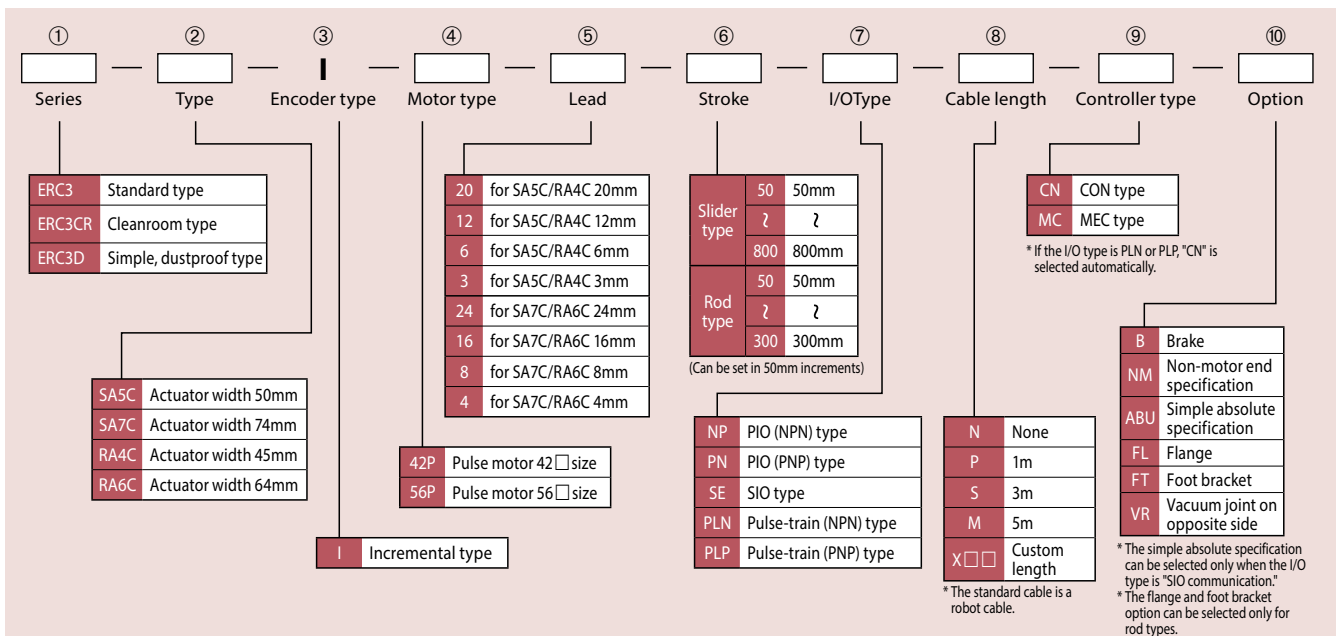 ① ② ③ ④ ⑤ ⑥ ⑦ ⑧ ⑨ ⑩
— — I — — — — — — —
Series Type Encoder type Motor type Lead Stroke I/OType Cable length Controller type Option
ERC3 Standard type
ERC3CR Cleanroom type
ERC3D Simple, dustproof type
SA5C Actuator width 50mm
SA7C Actuator width 74mm
RA4C Actuator width 45mm
RA6C Actuator width 64mm
I Incremental type
42P Pulse motor 42□size
56P Pulse motor 56□size
20 for SA5C/RA4C 20mm
12 for SA5C/RA4C 12mm
6 for SA5C/RA4C 6mm
3 for SA5C/RA4C 3mm
24 for SA7C/RA6C 24mm
16 for SA7C/RA6C 16mm
8 for SA7C/RA6C 8mm
4 for SA7C/RA6C 4mm
Slider
type
50 50mm
≀ ≀
800 800mm
Rod
type
50 50mm
≀ ≀
300 300mm
(Can be set in 50mm increments)
NP PIO (NPN) type
PN PIO (PNP) type
SE SIO type
PLN Pulse-train (NPN) type
PLP Pulse-train (PNP) type
N None
P 1m
S 3m
M 5m
X□□ Custom
length
* The standard cable is a
robot cable.
CN CON type
MC MEC type
* If the I/O type is PLN or PLP, "CN" is
selected automatically.
B Brake
NM Non-motor end
specification
ABU Simple absolute
specification
FL Flange
FT Foot bracket
VR Vacuum joint on
opposite side
* The simple absolute specification
can be selected only when the I/O
type is "SIO communication."
* The flange and foot bracket
option can be selected only for
rod types.